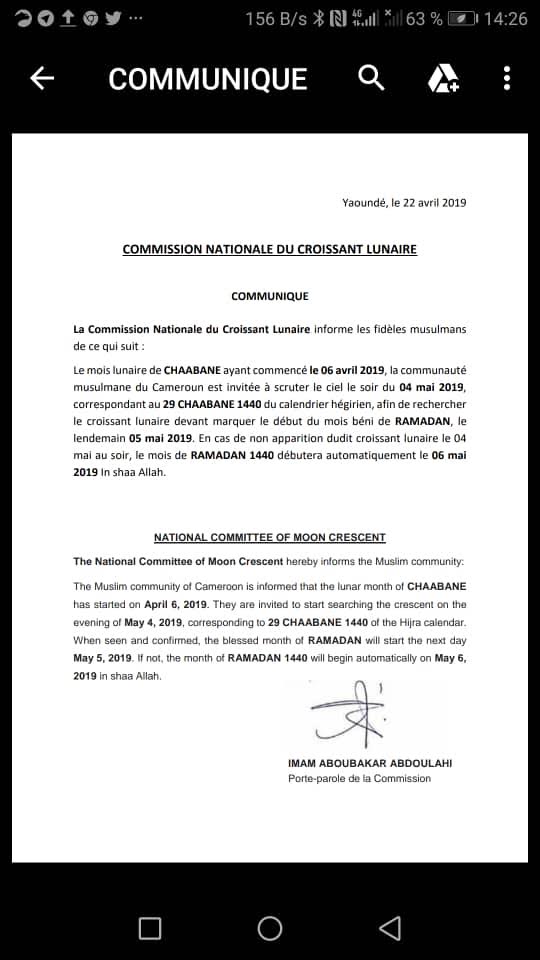 156 B/s 4G 63 % 14:26
COMMUNIQUE
Yaoundé, le 22 avril 2019
COMMISSION NATIONALE DU CROISSANT LUNAIRE
COMMUNIQUE
La Commission Nationale du Croissant Lunaire informe les fidèles musulmans
de ce qui suit :
Le mois lunaire de CHAABANE ayant commencé le 06 avril 2019, la communauté
musulmane du Cameroun est invitée à scruter le ciel le soir du 04 mai 2019,
correspondant au 29 CHAABANE 1440 du calendrier hégirien, afin de rechercher
le croissant lunaire devant marquer le début du mois béni de RAMADAN, le
lendemain 05 mai 2019. En cas de non apparition dudit croissant lunaire le 04
mai au soir, le mois de RAMADAN 1440 débutera automatiquement le 06 mai
2019 In shaa Allah.
NATIONAL COMMITTEE OF MOON CRESCENT
The National Committee of Moon Crescent hereby informs the Muslim community:
The Muslim community of Cameroon is informed that the lunar month of CHAABANE
has started on April 6, 2019. They are invited to start searching the crescent on the
evening of May 4, 2019, corresponding to 29 CHAABANE 1440 of the Hijra calendar.
When seen and confirmed, the blessed month of RAMADAN will start the next day
May 5, 2019. If not, the month of RAMADAN 1440 will begin automatically on May 6,
2019 in shaa Allah.
IMAM ABOUBAKAR ABDOULAHI
Porte-parole de la Commission